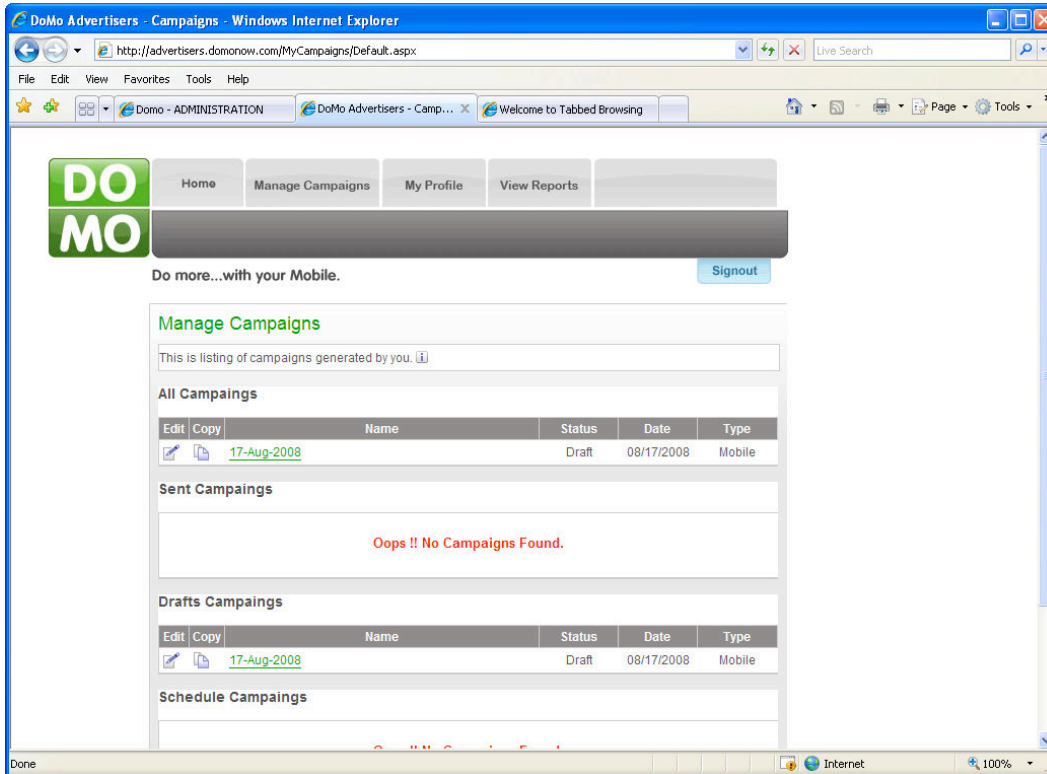 DoMo Advertisers - Campaigns - Windows Internet Explorer
http://advertisers.domonow.com/MyCampaigns/Default.aspx Live Search
File Edit View Favorites Tools Help
Domo - ADMINISTRATION DoMo Advertisers - Camp... Welcome to Tabbed Browsing Page Tools
DO
MO
Home Manage Campaigns My Profile View Reports
Do more...with your Mobile. Signout
Manage Campaigns
This is listing of campaigns generated by you.
All Campaings
Edit Copy Name Status Date Type
17-Aug-2008 Draft 08/17/2008 Mobile
Sent Campaings
Oops !! No Campaigns Found.
Drafts Campaings
Edit Copy Name Status Date Type
17-Aug-2008 Draft 08/17/2008 Mobile
Schedule Campaings
Done Internet 100%